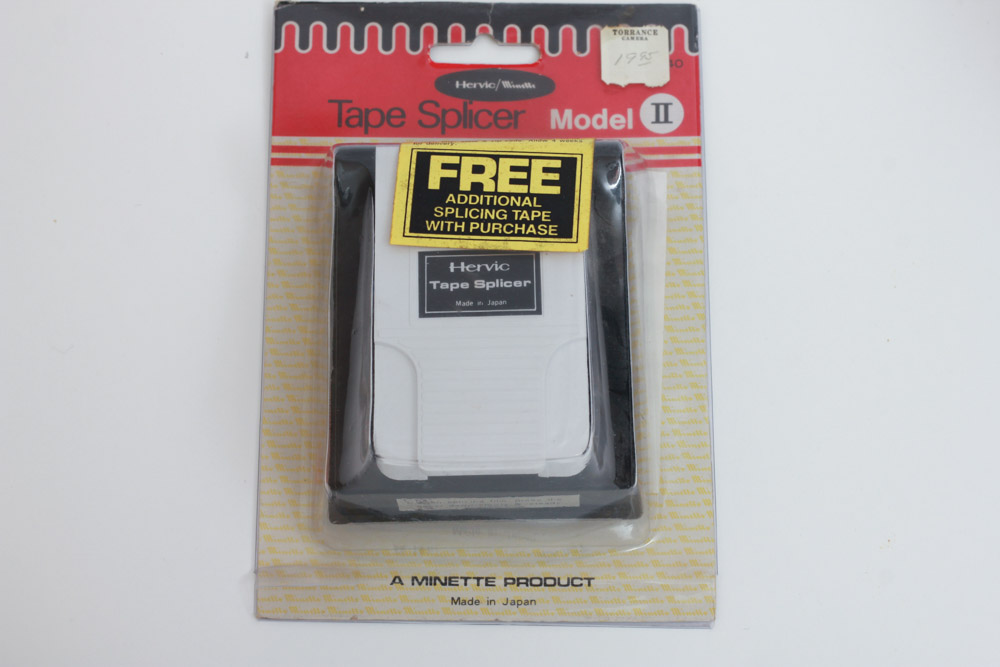 TORRANCE
CAMERA
19.95
Hervic/Minette
Tape Splicer Model II
FREE
ADDITIONAL
SPLICING TAPE
WITH PURCHASE
Hervic
Tape Splicer
Made in Japan
A MINETTE PRODUCT
Made in Japan